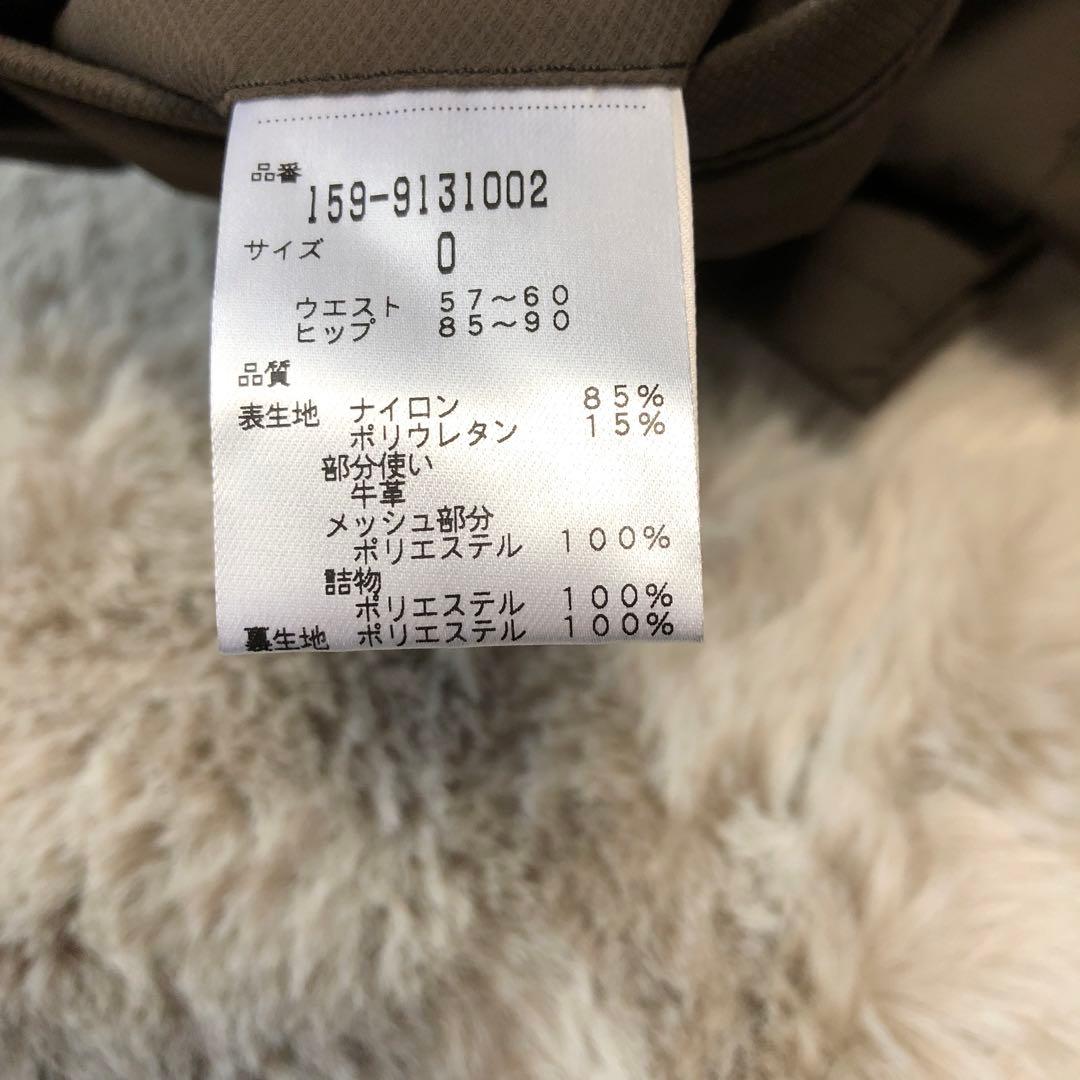 品番
159-9131002
サイズ 0
ウエスト 57～60
ヒップ 85～90
品質
表生地 ナイロン 85%
ポリウレタン 15%
部分使い
牛革
メッシュ部分
ポリエステル 100%
詰物
ポリエステル 100%
裏生地 ポリエステル 100%